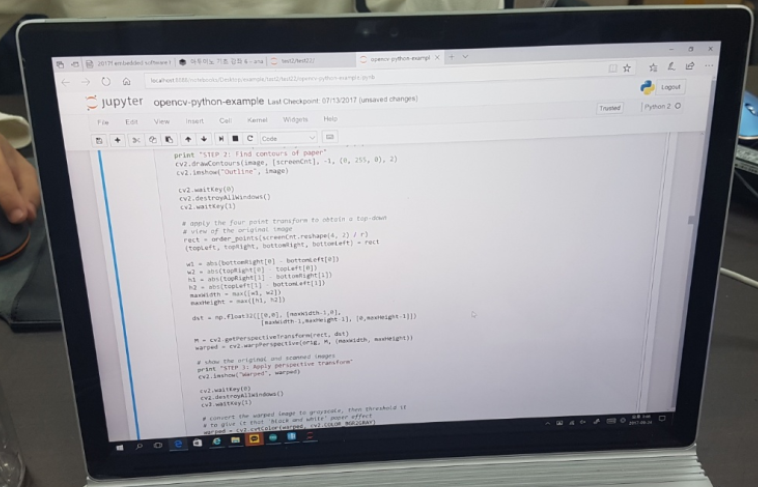 test2/test22/
opencv-python-exampl
jupyter opencv-python-example Last Checkpoint: 07/13/2017 (unsaved changes)
Logout
File Edit View Insert Cell Kernel Widgets Help
Trusted Python 2
Code
print "STEP 2: Find contours of paper"
cv2.drawContours(image, [screenCnt], -1, (0, 255, 0), 2)
cv2.imshow("Outline", image)
cv2.waitKey(0)
cv2.destroyAllWindows()
cv2.waitKey(1)
# apply the four point transform to obtain a top-down
# view of the original image
rect = order_points(screenCnt.reshape(4, 2) / r)
(topLeft, topRight, bottomRight, bottomLeft) = rect
w1 = abs(bottomRight[0] - bottomLeft[0])
w2 = abs(topRight[0] - topLeft[0])
h1 = abs(topRight[1] - bottomRight[1])
h2 = abs(topLeft[1] - bottomLeft[1])
maxWidth = max([w1, w2])
maxHeight = max([h1, h2])
dst = np.float32([[0,0], [maxWidth-1,0],
[maxWidth-1,maxHeight-1], [0,maxHeight-1]])
M = cv2.getPerspectiveTransform(rect, dst)
warped = cv2.warpPerspective(orig, M, (maxWidth, maxHeight))
# show the original and scanned images
print "STEP 3: Apply perspective transform"
cv2.imshow("Warped", warped)
cv2.waitKey(0)
cv2.destroyAllWindows()
cv2.waitKey(1)
# convert the warped image to grayscale, then threshold it
# to give it that 'black and white' paper effect
warped = cv2.cvtColor(warped, cv2.COLOR_BGR2GRAY)